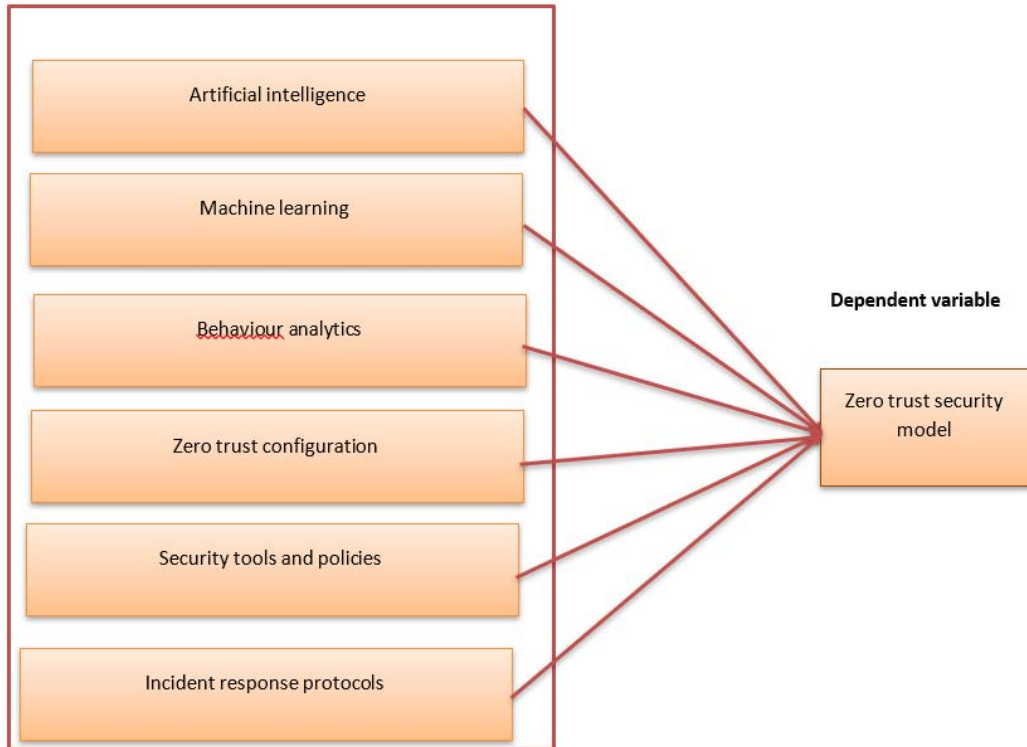 Artificial intelligence
Machine learning
Behaviour analytics
Zero trust configuration
Security tools and policies
Incident response protocols
Dependent variable
Zero trust security
model